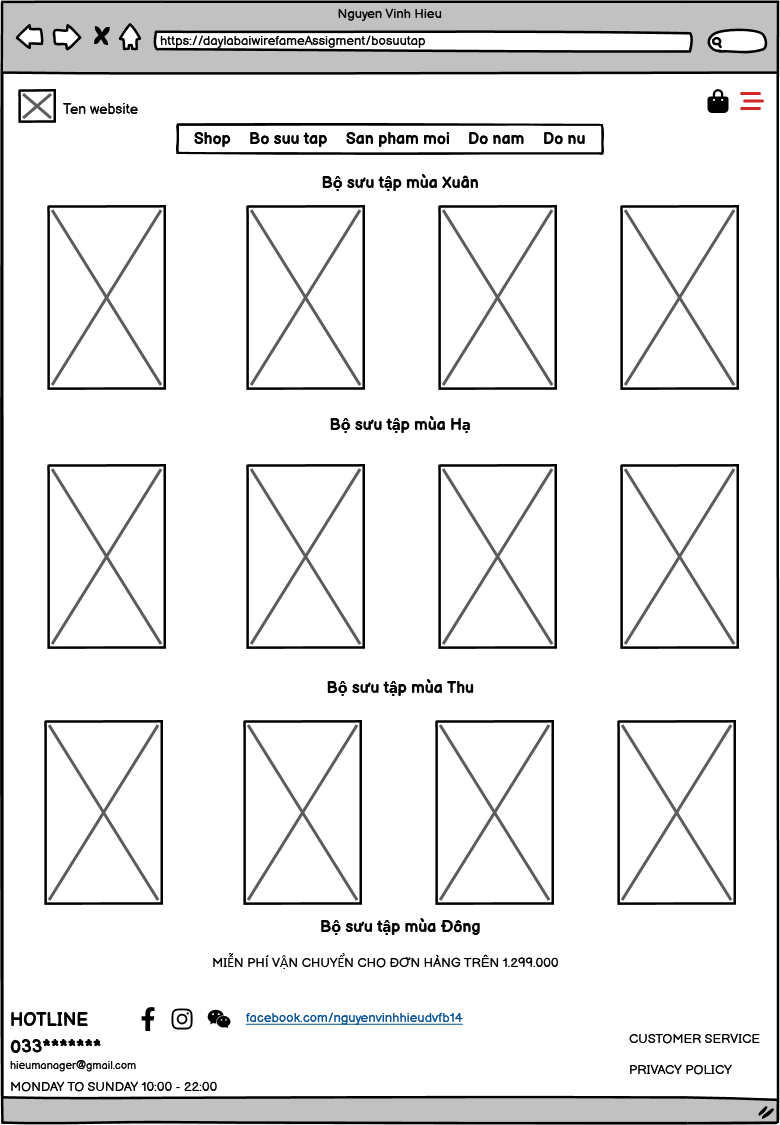 Nguyen Vinh Hieu
https://daylabaiwirefameAssigment/bosuutap
Ten website
Shop Bo suu tap San pham moi Do nam Do nu
Bộ sưu tập mùa Xuân
Bộ sưu tập mùa Hạ
Bộ sưu tập mùa Thu
Bộ sưu tập mùa Đông
MIỄN PHÍ VẬN CHUYỂN CHO ĐƠN HÀNG TRÊN 1.299.000
HOTLINE
facebook.com/nguyenvinhhieudvfb14
033*******
hieumanager@gmail.com
MONDAY TO SUNDAY 10:00 - 22:00
CUSTOMER SERVICE
PRIVACY POLICY